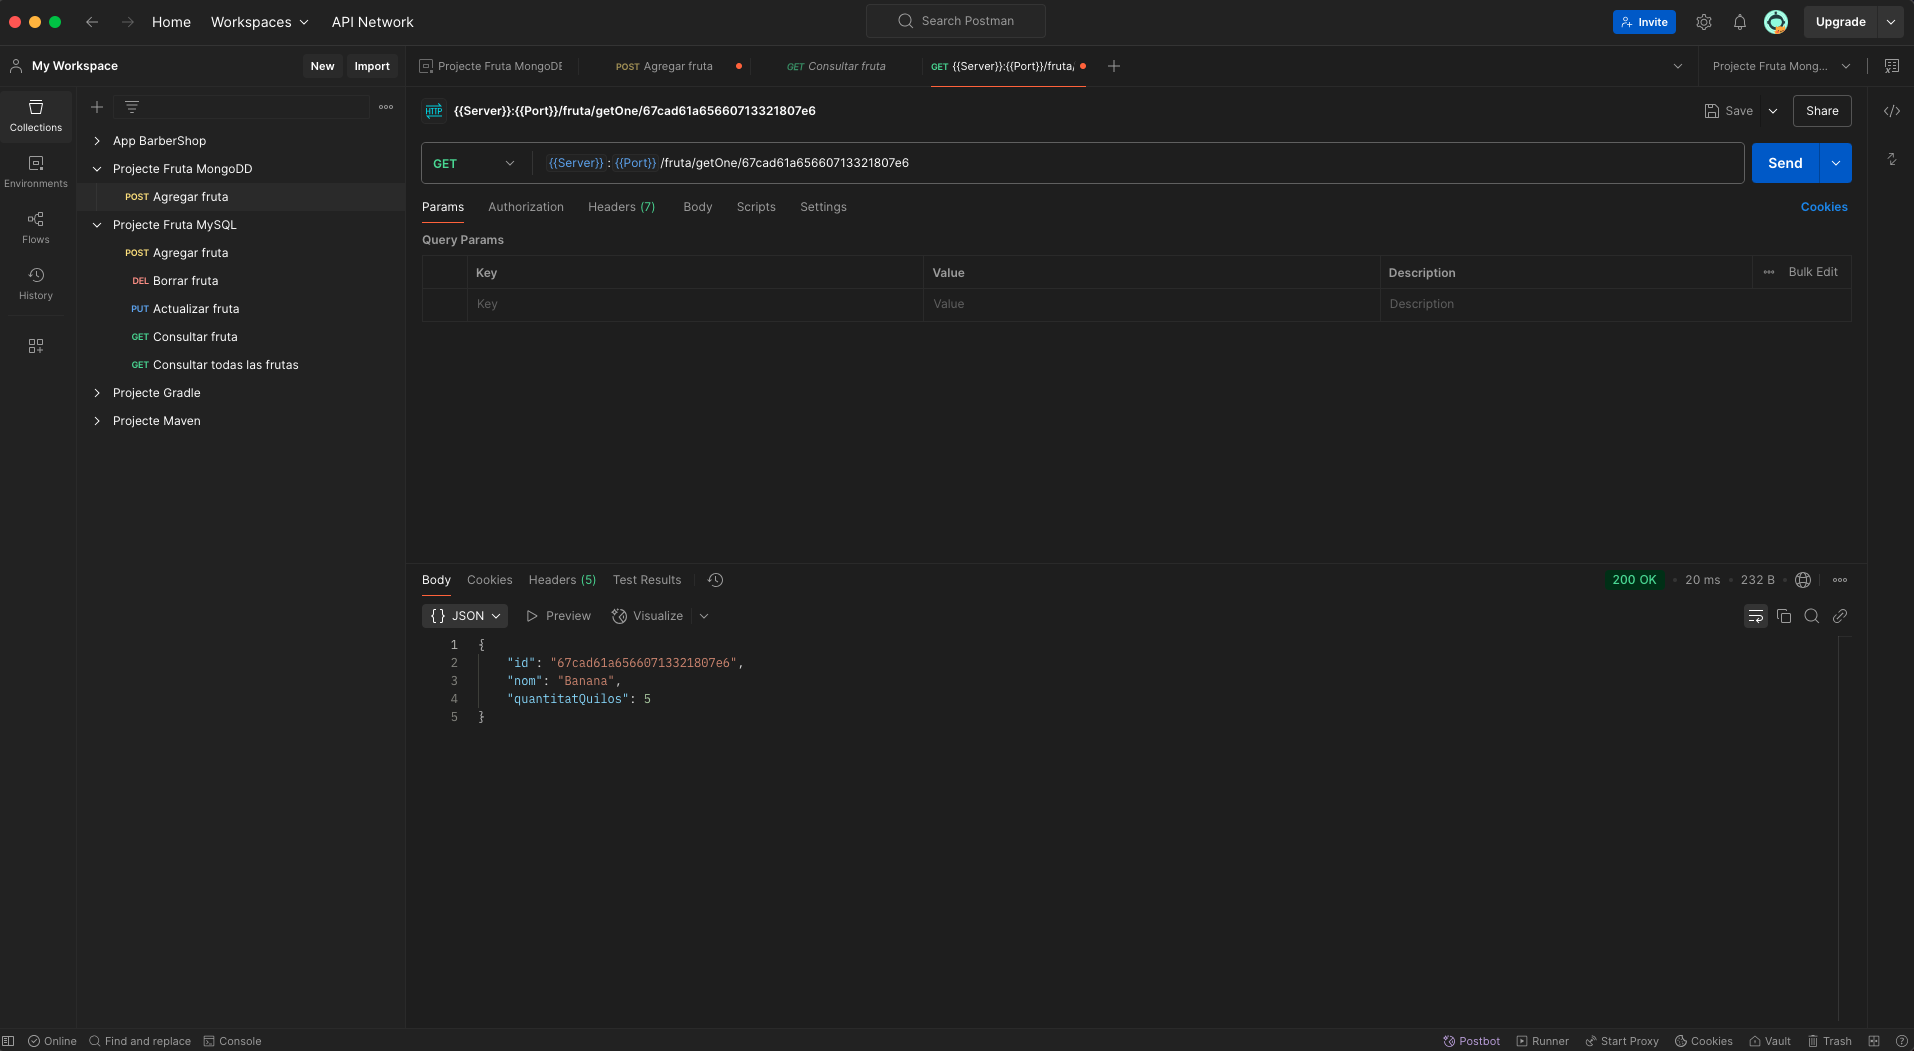 Home Workspaces API Network Search Postman Invite Upgrade
My Workspace New Import Projecte Fruta MongoDE POST Agregar fruta GET Consultar fruta GET {{Server}}:{{Port}}/fruta/ Projecte Fruta Mong...
Collections
Environments
Flows
History
App BarberShop
Projecte Fruta MongoDD
POST Agregar fruta
Projecte Fruta MySQL
POST Agregar fruta
DEL Borrar fruta
PUT Actualizar fruta
GET Consultar fruta
GET Consultar todas las frutas
Projecte Gradle
Projecte Maven
HTTP {{Server}}:{{Port}}/fruta/getOne/67cad61a65660713321807e6 Save Share
GET {{Server}} : {{Port}} /fruta/getOne/67cad61a65660713321807e6 Send
Params Authorization Headers (7) Body Scripts Settings Cookies
Query Params
Key Value Description Bulk Edit
Key Value Description
Body Cookies Headers (5) Test Results 200 OK 20 ms 232 B
{} JSON Preview Visualize
1 {
2 "id": "67cad61a65660713321807e6",
3 "nom": "Banana",
4 "quantitatQuilos": 5
5 }
Online Find and replace Console Postbot Runner Start Proxy Cookies Vault Trash